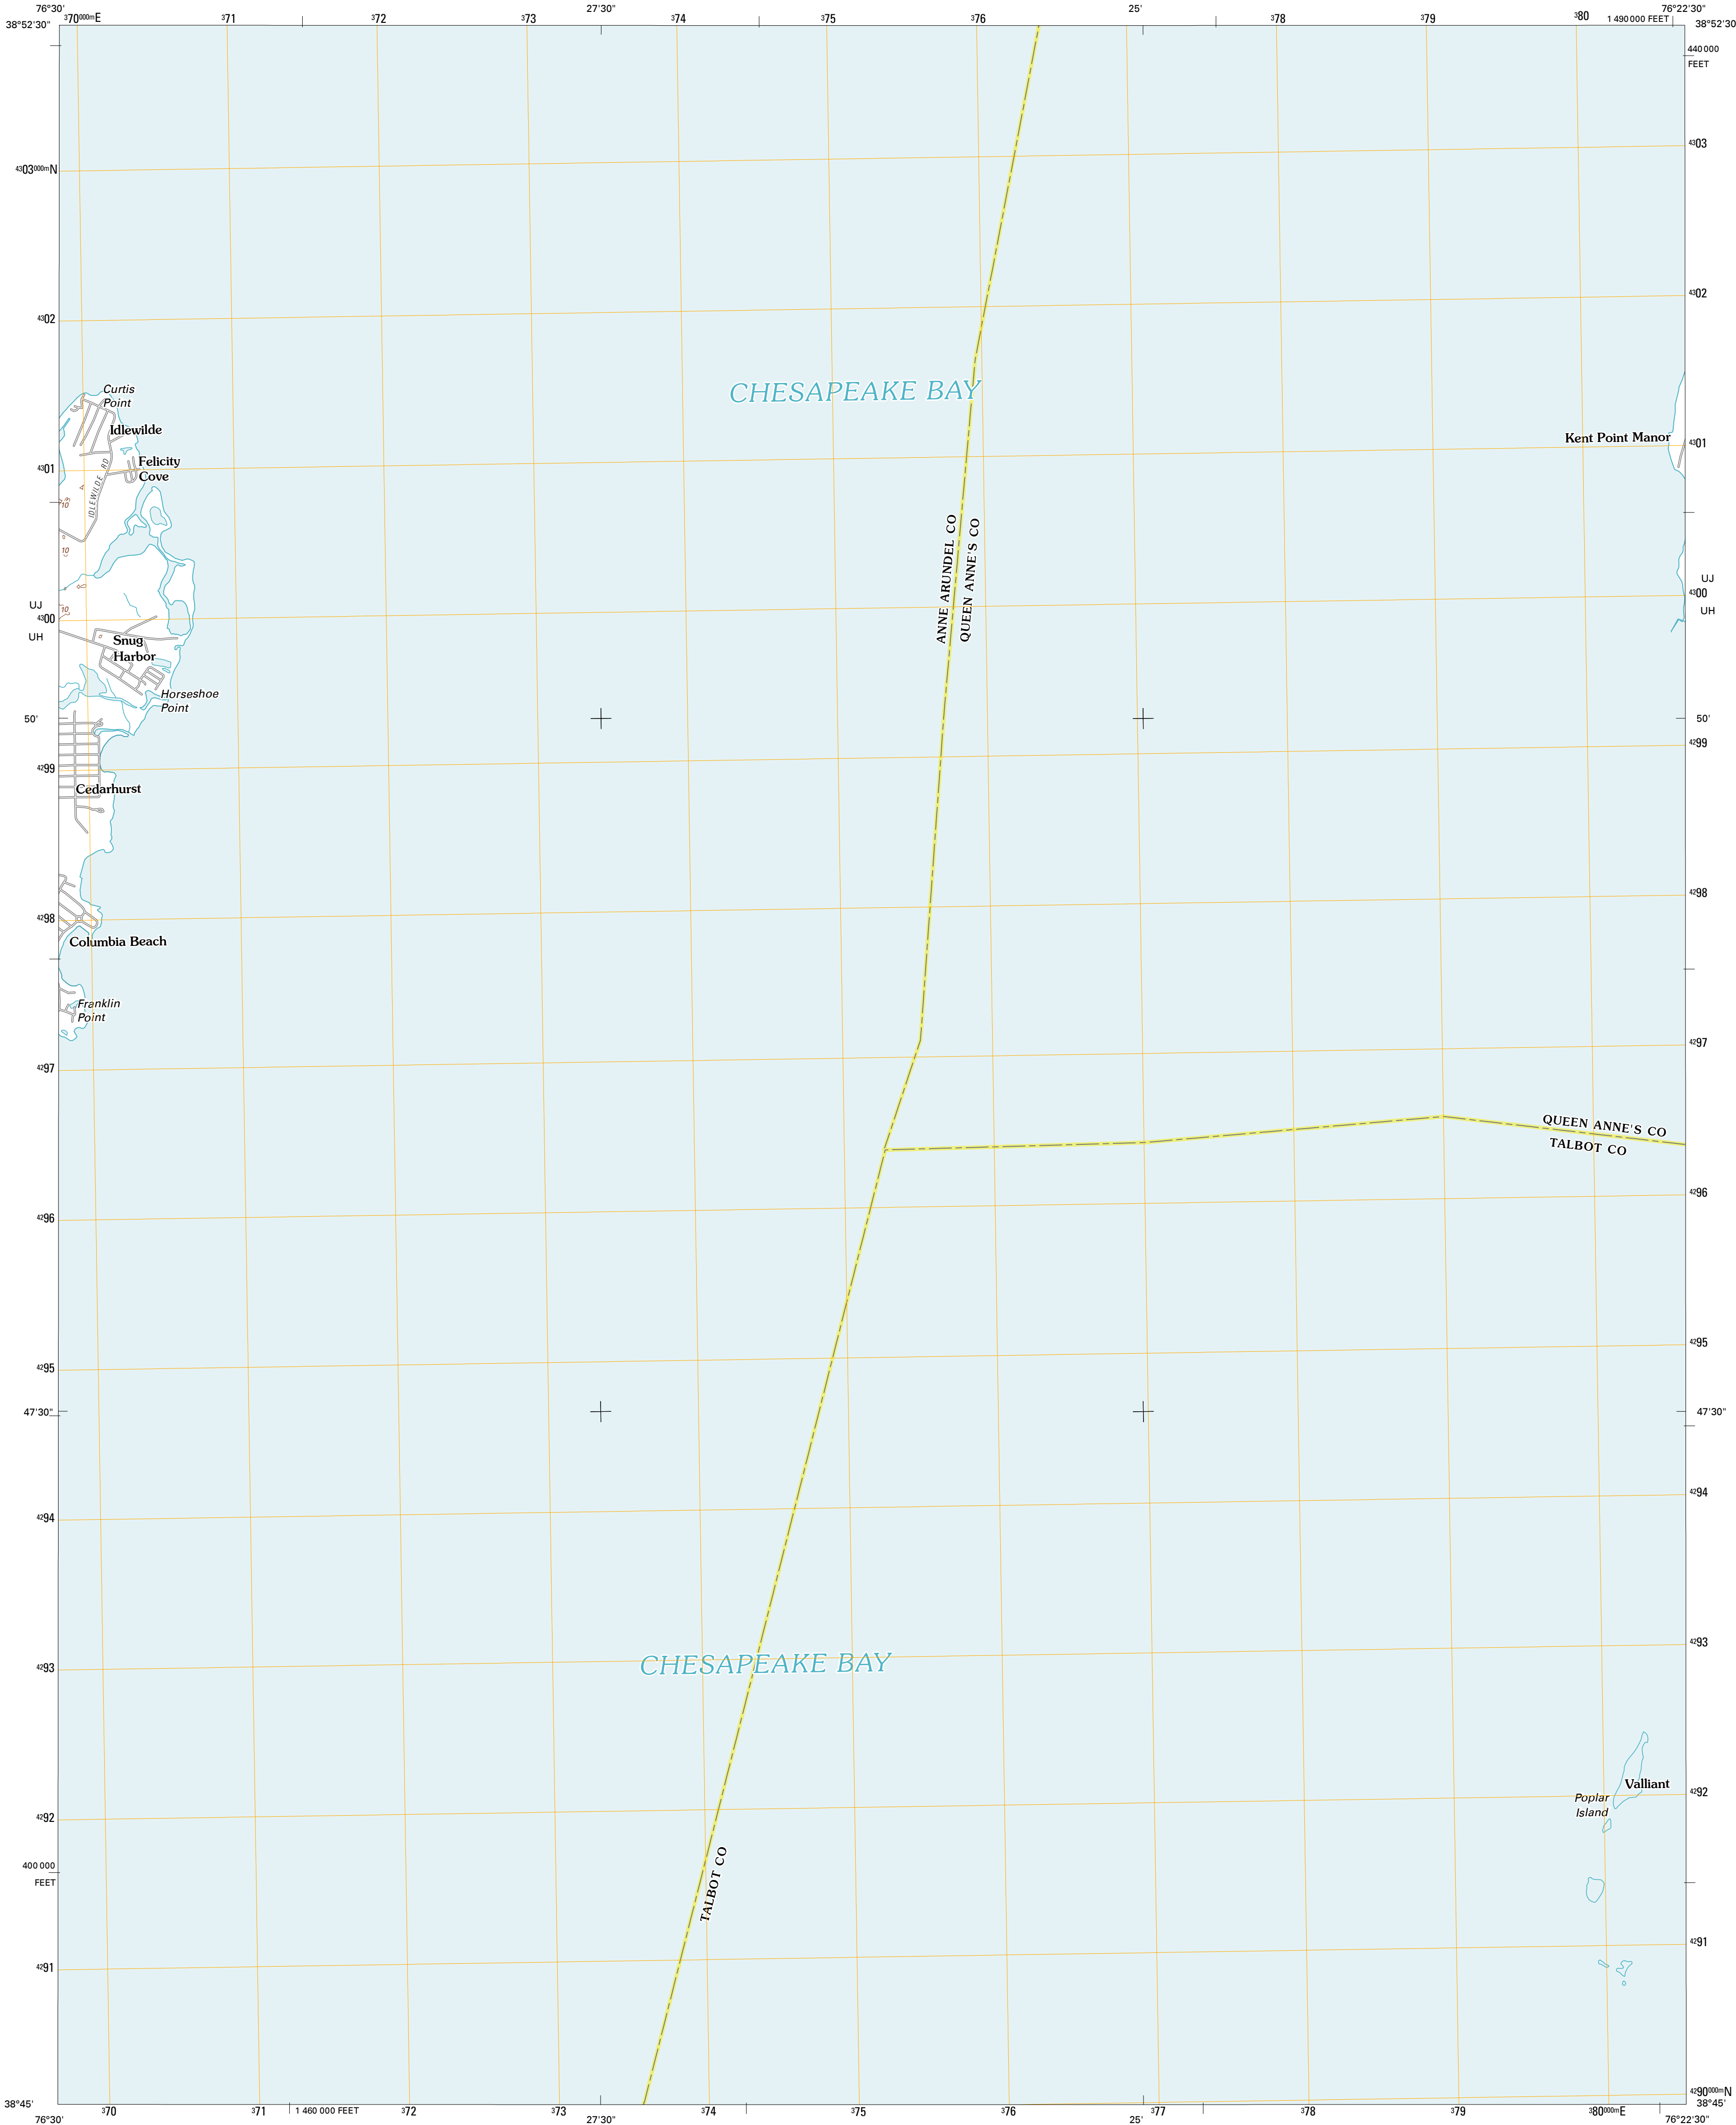 76°30' 27'30" 25' 76°22'30"
38°52'30" 370000mE 371 372 373 374 375 376 378 379 380 1 490 000 FEET 38°52'30"
440 000
FEET
4303000mN 4303
4302 4302
CHESAPEAKE BAY
Curtis
Point
Idlewilde
Kent Point Manor
4301 4301
Felicity
Cove
IDLEWILDE RD
10
10
10
ANNE ARUNDEL CO
QUEEN ANNE'S CO
UJ UJ
4300 4300
UH UH
Snug
Harbor
Horseshoe
Point
50' 50'
4299 4299
Cedarhurst
4298 4298
Columbia Beach
Franklin
Point
4297 4297
QUEEN ANNE'S CO
TALBOT CO
4296 4296
4295 4295
47'30" 47'30"
4294 4294
4293 4293
CHESAPEAKE BAY
Valliant
Poplar
Island
4292 4292
400 000
FEET
TALBOT CO
4291 4291
4290000mN
38°45' 370 371 1 460 000 FEET 372 373 374 375 376 377 378 379 380000mE 38°45'
76°30' 27'30" 25' 76°22'30"